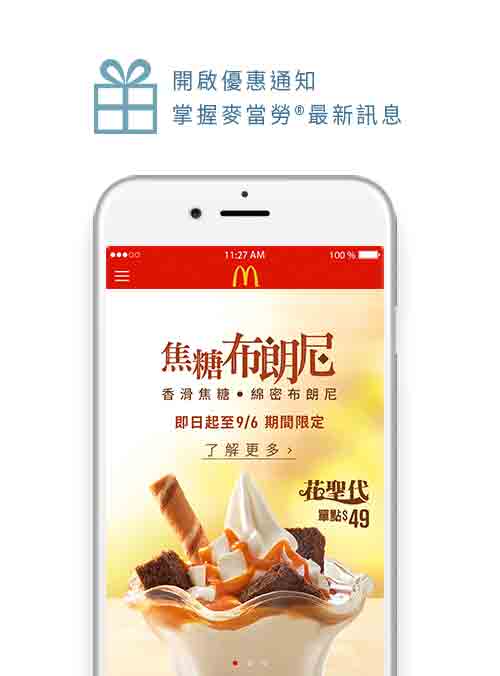 開啟優惠通知
掌握麥當勞®最新訊息
11:27 AM
100 %
焦糖布朗尼
香滑焦糖•綿密布朗尼
即日起至9/6 期間限定
了解更多›
花聖代
單點$49